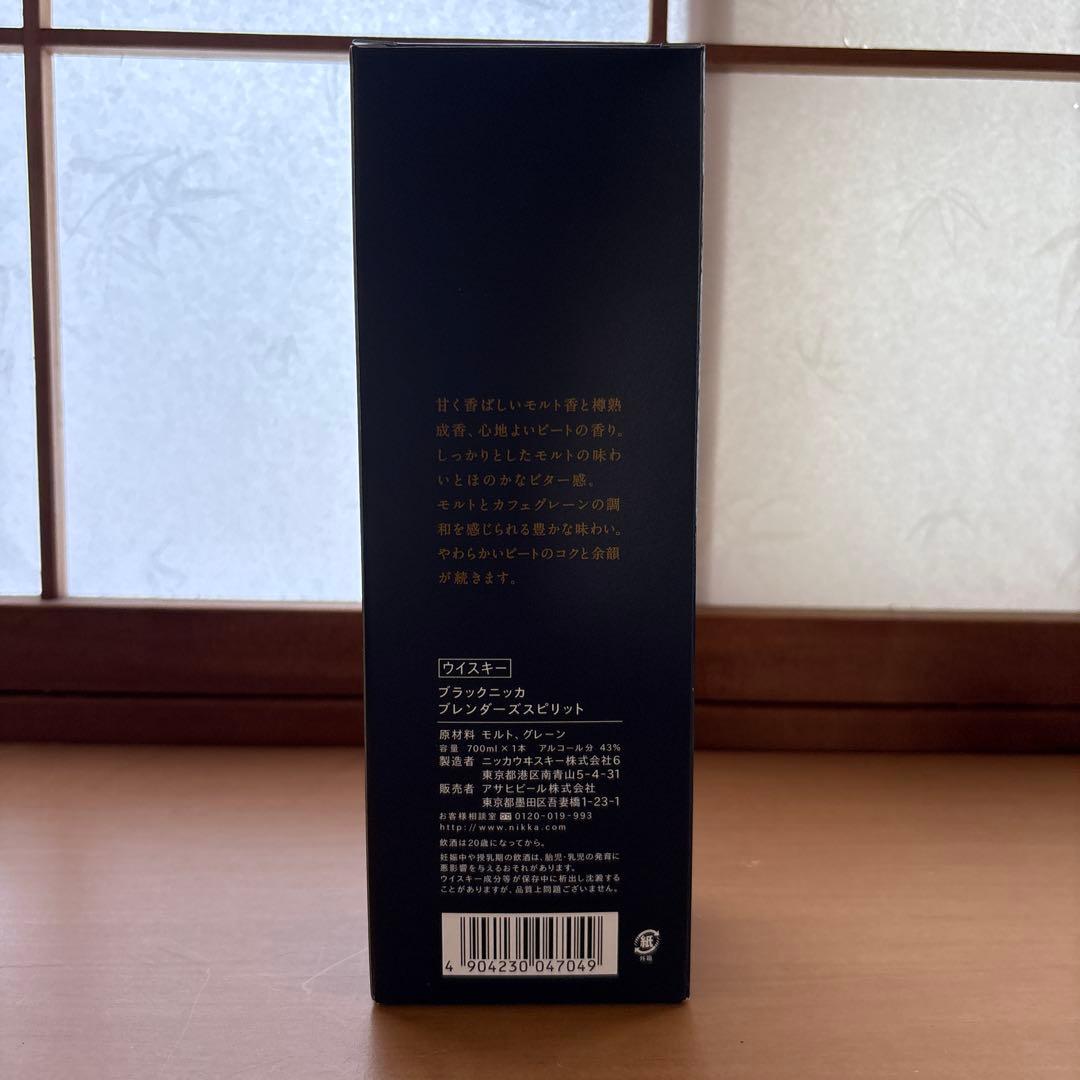 甘く香ばしいモルト香と樽熟
成香、心地よいピートの香り。
しっかりとしたモルトの味わ
いとほのかなビター感。
モルトとカフェグレーンの調
和を感じられる豊かな味わい。
やわらかいピートのコクと余韻
が続きます。
ウイスキー
ブラックニッカ
ブレンダーズスピリット
原材料 モルト、グレーン
容量 700ml×1本 アルコール分 43%
製造者 ニッカウヰスキー株式会社6
東京都港区南青山5-4-31
販売者 アサヒビール株式会社
東京都墨田区吾妻橋1-23-1
お客様相談室 0120-019-993
http://www.nikka.com
飲酒は20歳になってから。
妊娠中や授乳期の飲酒は、胎児・乳児の発育に
悪影響を与えるおそれがあります。
ウイスキー成分等が保存中に析出し沈澱する
ことがありますが、品質上問題ございません。
4 904230 047049
紙
外箱